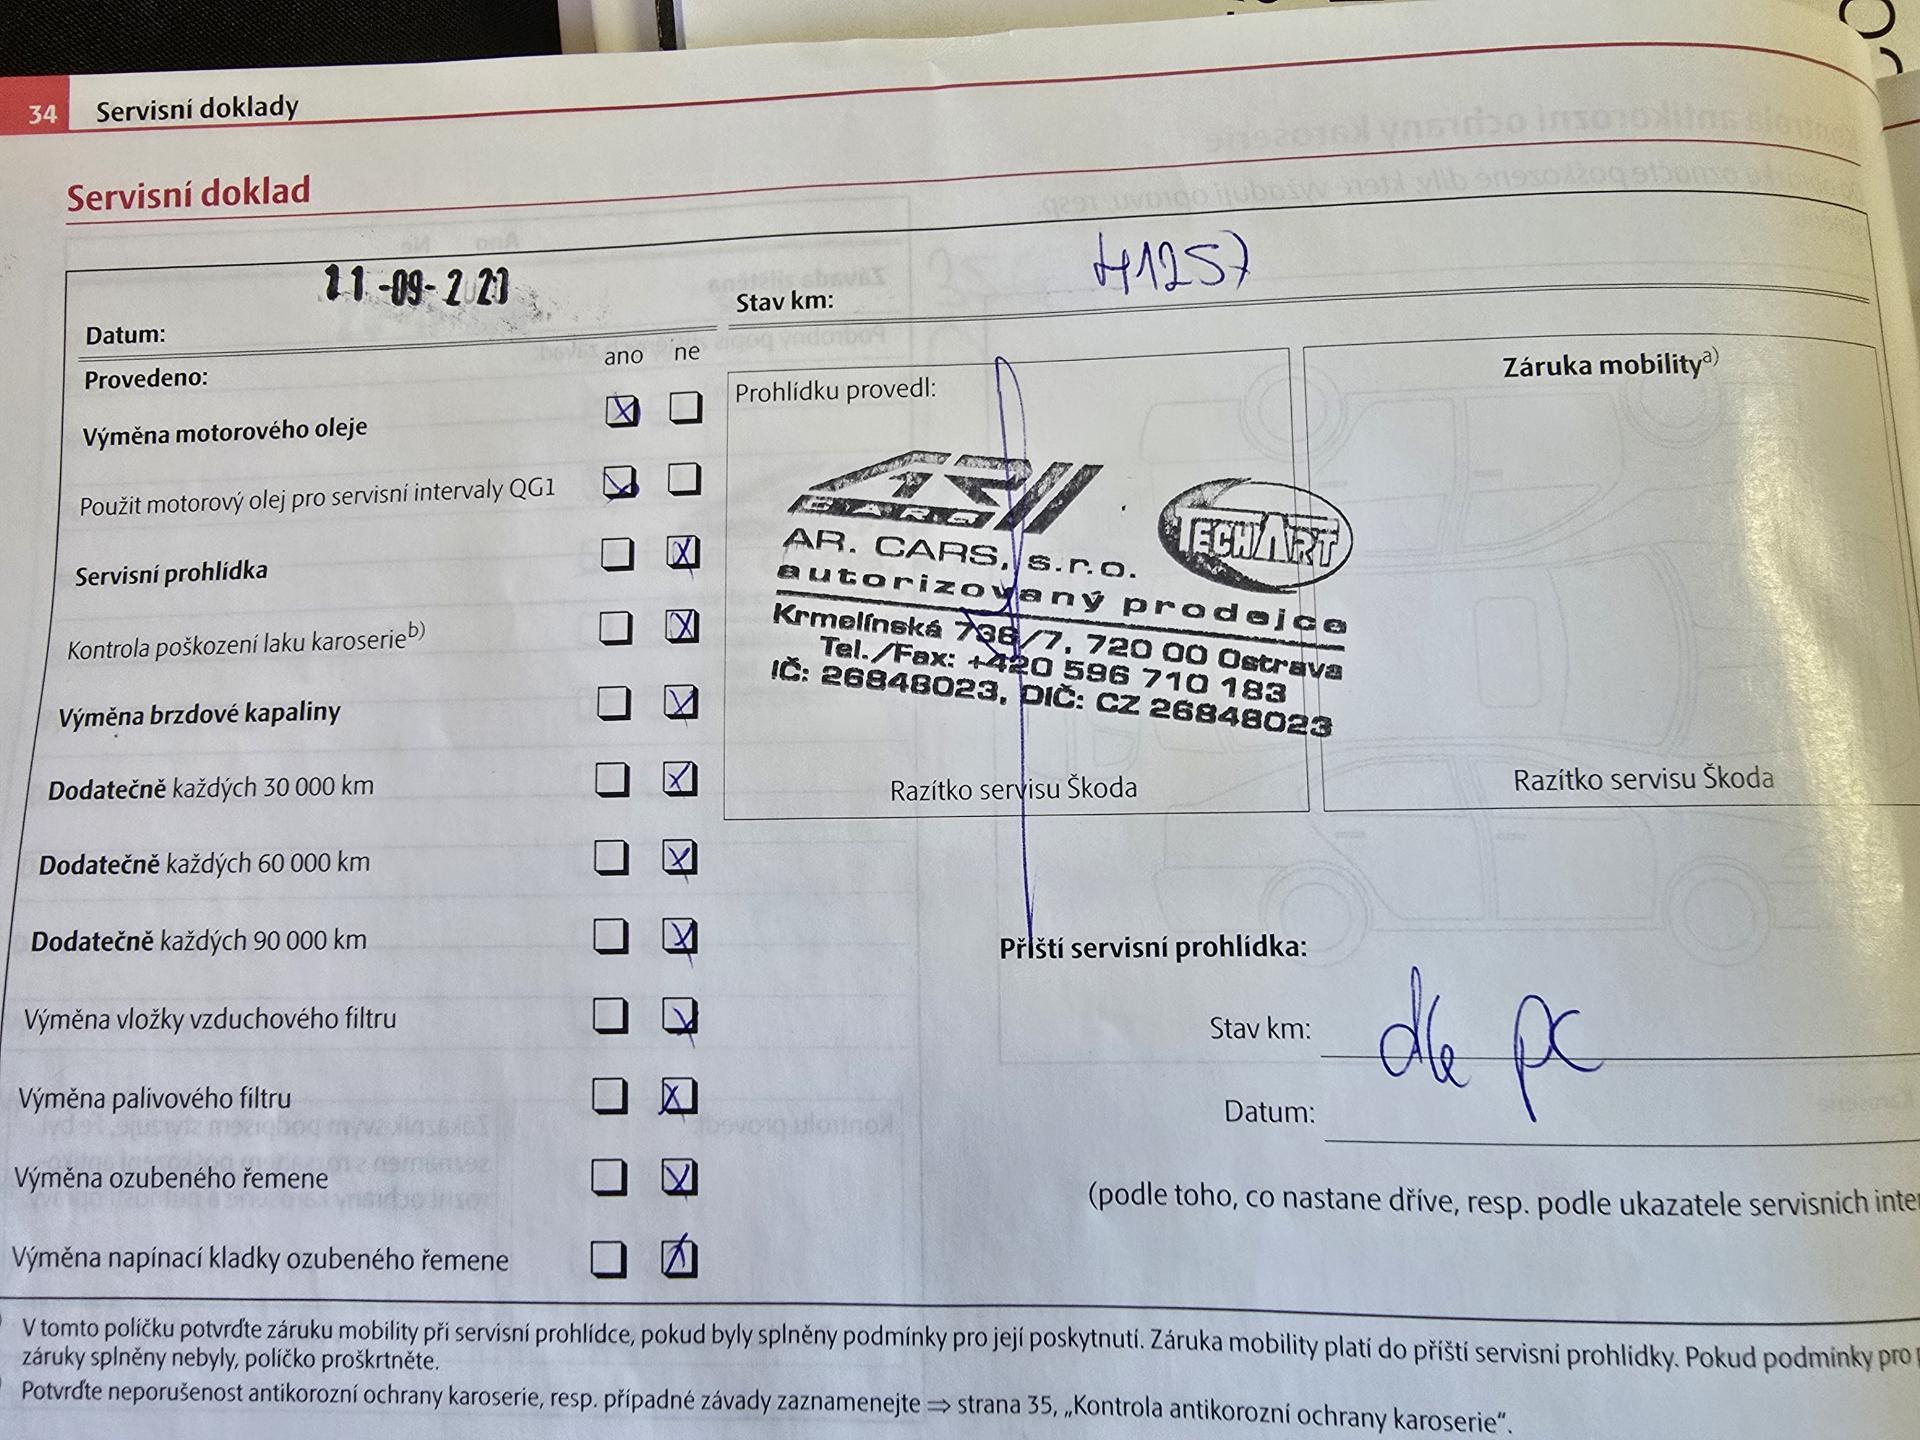 34 Servisní doklady
Servisní doklad
Datum: 11-09-2 21
Stav km: 41257
Provedeno: ano ne
Výměna motorového oleje
Použit motorový olej pro servisní intervaly QG1
Servisní prohlídka
Kontrola poškození laku karoserie b)
Výměna brzdové kapaliny
Dodatečně každých 30 000 km
Dodatečně každých 60 000 km
Dodatečně každých 90 000 km
Výměna vložky vzduchového filtru
Výměna palivového filtru
Výměna ozubeného řemene
Výměna napínací kladky ozubeného řemene
Prohlídku provedl:
CARS
TECHART
AR. CARS, s.r.o.
autorizovaný prodejce
Krmelínská 738/7, 720 00 Ostrava
Tel./Fax: +420 596 710 183
IČ: 26848023, DIČ: CZ 26848023
Razítko servisu Škoda
Záruka mobility a)
Razítko servisu Škoda
Příští servisní prohlídka:
Stav km: dle pc
Datum:
(podle toho, co nastane dříve, resp. podle ukazatele servisních
V tomto políčku potvrďte záruku mobility při servisní prohlídce, pokud byly splněny podmínky pro její poskytnutí. Záruka mobility platí do příští servisní prohlídky. Pokud podmínky pro
záruky splněny nebyly, políčko proškrtněte.
Potvrďte neporušenost antikorozní ochrany karoserie, resp. případné závady zaznamenejte ⇒ strana 35, „Kontrola antikorozní ochrany karoserie“.